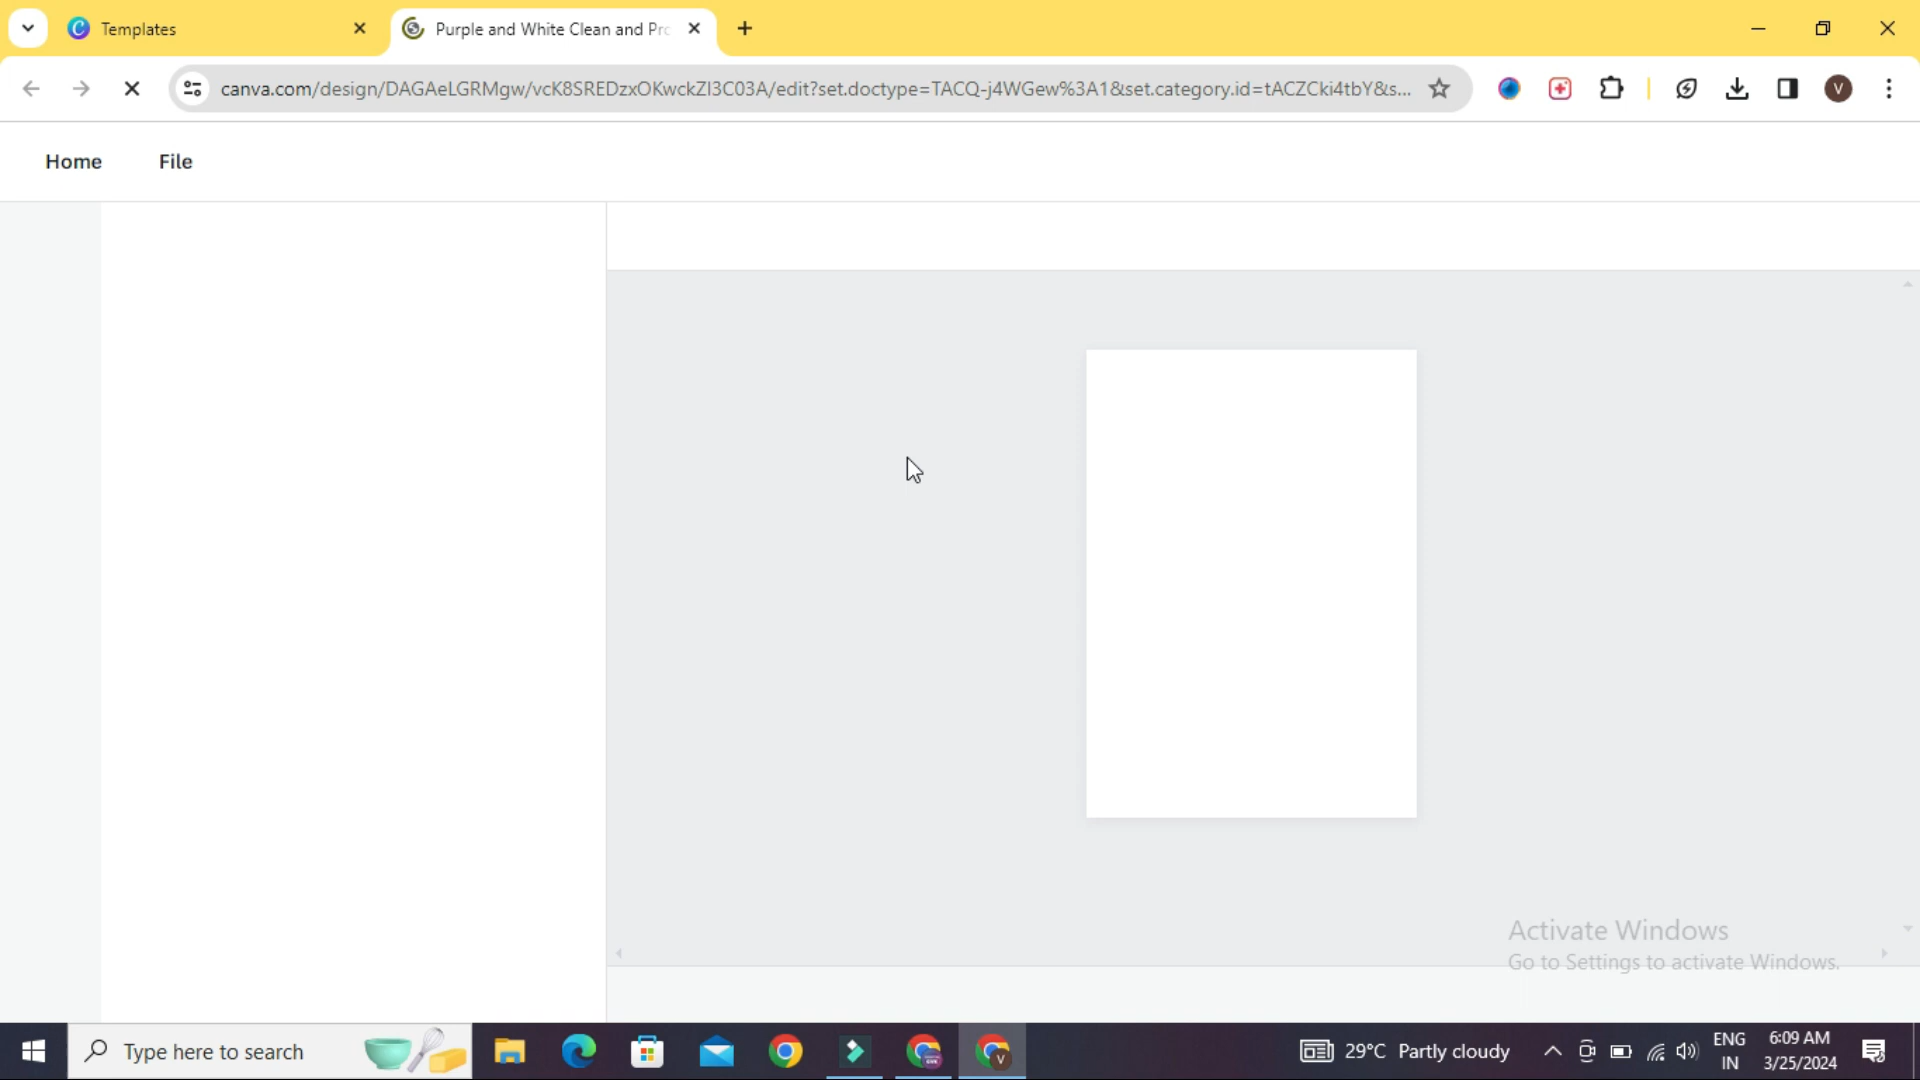 Templates
Purple and White Clean and Pro
canva.com/design/DAGAeLGRMgw/vcK8SREDzxOKwckZI3C03A/edit?set.doctype=TACQ-j4WGew%3A1&set.category.id=tACZCki4tbY&s...
V
Home
File
Activate Windows
Go to Settings to activate Windows.
Type here to search
V
29°C Partly cloudy
ENG
IN
6:09 AM
3/25/2024